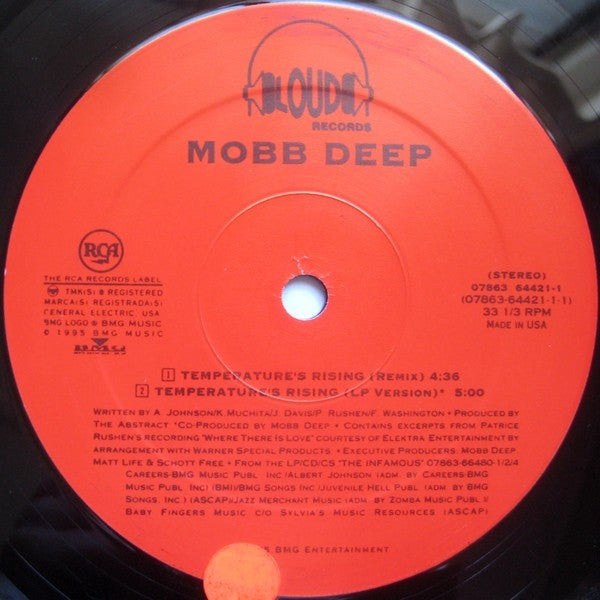 LOUD
RECORDS
MOBB DEEP
RCA
THE RCA RECORDS LABEL
TMK(S) ® REGISTERED
MARCA(S) REGISTRADA(S)
GENERAL ELECTRIC, USA
BMG LOGO ® BMG MUSIC
© 1995 BMG MUSIC
BMG
(STEREO)
07863 64421-1
(07863-64421-1-1)
33 1/3 RPM
MADE IN USA
1 TEMPERATURE'S RISING (REMIX) 4:36
2 TEMPERATURE'S RISING (LP VERSION)* 5:00
WRITTEN BY A. JOHNSON/K. MUCHITA/J. DAVIS/P. RUSHEN/F. WASHINGTON • PRODUCED BY
THE ABSTRACT *CO-PRODUCED BY MOBB DEEP • CONTAINS EXCERPTS FROM PATRICE
RUSHEN'S RECORDING "WHERE THERE IS LOVE" COURTESY OF ELEKTRA ENTERTAINMENT BY
ARRANGEMENT WITH WARNER SPECIAL PRODUCTS. • EXECUTIVE PRODUCERS: MOBB DEEP,
MATT LIFE & SCHOTT FREE • FROM THE LP/CD/CS "THE INFAMOUS" 07863-66480-1/2/4
CAREERS-BMG MUSIC PUBL. INC./ALBERT JOHNSON (ADM. BY CAREERS-BMG
MUSIC PUBL. INC) (BMI)/BMG SONGS INC./JUVENILE HELL PUBL. (ADM. BY BMG
SONGS, INC.) (ASCAP)/JAZZ MERCHANT MUSIC (ADM. BY ZOMBA MUSIC PUBL.)/
BABY FINGERS MUSIC C/O SYLVIA'S MUSIC RESOURCES (ASCAP)
BMG ENTERTAINMENT